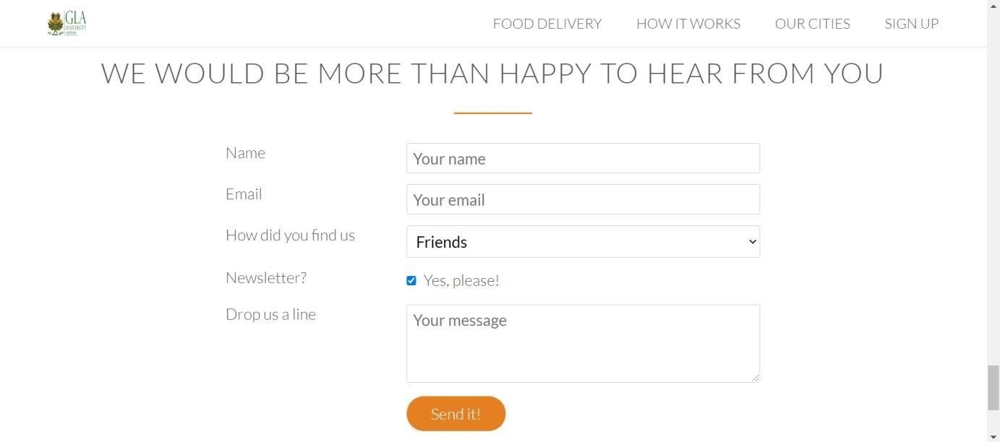 GLA
UNIVERSITY
FOOD DELIVERY HOW IT WORKS OUR CITIES SIGN UP
WE WOULD BE MORE THAN HAPPY TO HEAR FROM YOU
Name Your name
Email Your email
How did you find us Friends
Newsletter? Yes, please!
Drop us a line Your message
Send it!